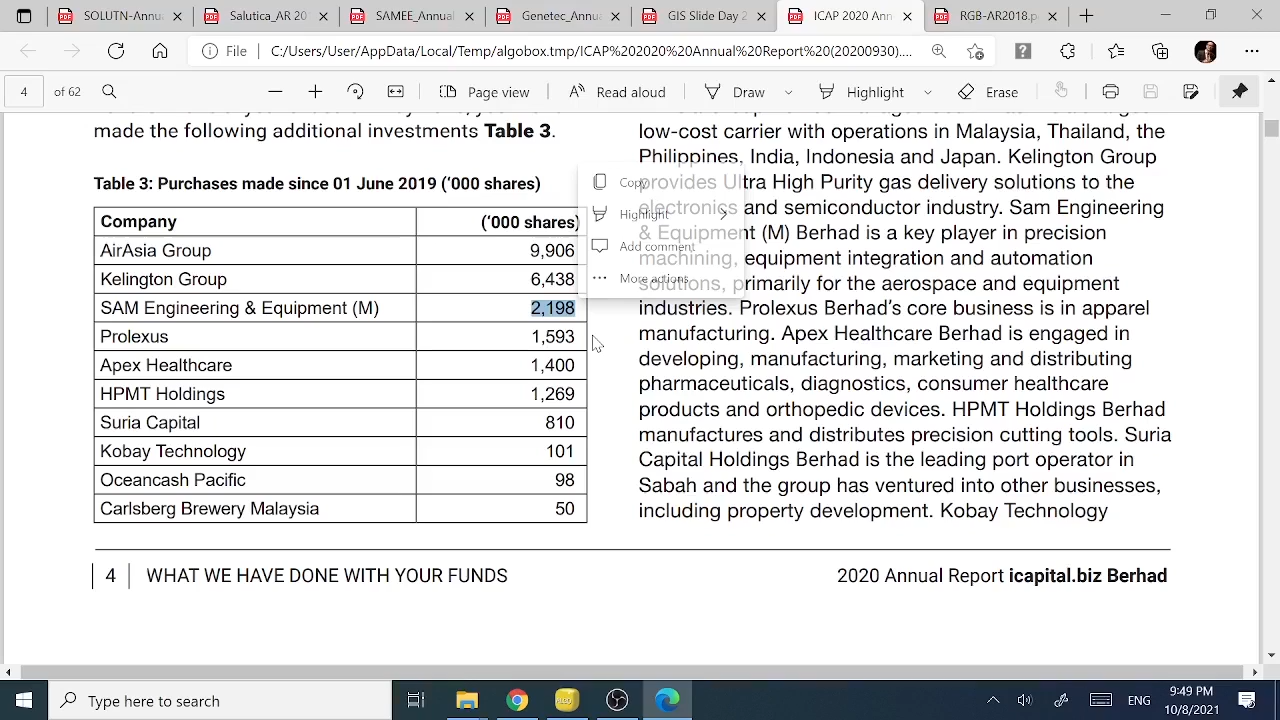 SOLUTN-Annu
Salutica_AR 20
SAMEE_Annual
Genetec_Annu
GIS Slide Day 2
ICAP 2020 Ann
RGB-AR2018.p
File
C:/Users/User/AppData/Local/Temp/algobox.tmp/ICAP%202020%20Annual%20Report%20(20200930)....
4 of 62
Page view
Read aloud
Draw
Highlight
Erase
made the following additional investments Table 3.
Table 3: Purchases made since 01 June 2019 ('000 shares)
Company ('000 shares)
AirAsia Group 9,906
Kelington Group 6,438
SAM Engineering & Equipment (M) 2,198
Prolexus 1,593
Apex Healthcare 1,400
HPMT Holdings 1,269
Suria Capital 810
Kobay Technology 101
Oceancash Pacific 98
Carlsberg Brewery Malaysia 50
Copy
Highlight
Add comment
More actions
low-cost carrier with operations in Malaysia, Thailand, the
Philippines, India, Indonesia and Japan. Kelington Group
provides Ultra High Purity gas delivery solutions to the
electronics and semiconductor industry. Sam Engineering
& Equipment (M) Berhad is a key player in precision
machining, equipment integration and automation
solutions, primarily for the aerospace and equipment
industries. Prolexus Berhad's core business is in apparel
manufacturing. Apex Healthcare Berhad is engaged in
developing, manufacturing, marketing and distributing
pharmaceuticals, diagnostics, consumer healthcare
products and orthopedic devices. HPMT Holdings Berhad
manufactures and distributes precision cutting tools. Suria
Capital Holdings Berhad is the leading port operator in
Sabah and the group has ventured into other businesses,
including property development. Kobay Technology
4 WHAT WE HAVE DONE WITH YOUR FUNDS
2020 Annual Report icapital.biz Berhad
Type here to search
ENG
9:49 PM
10/8/2021